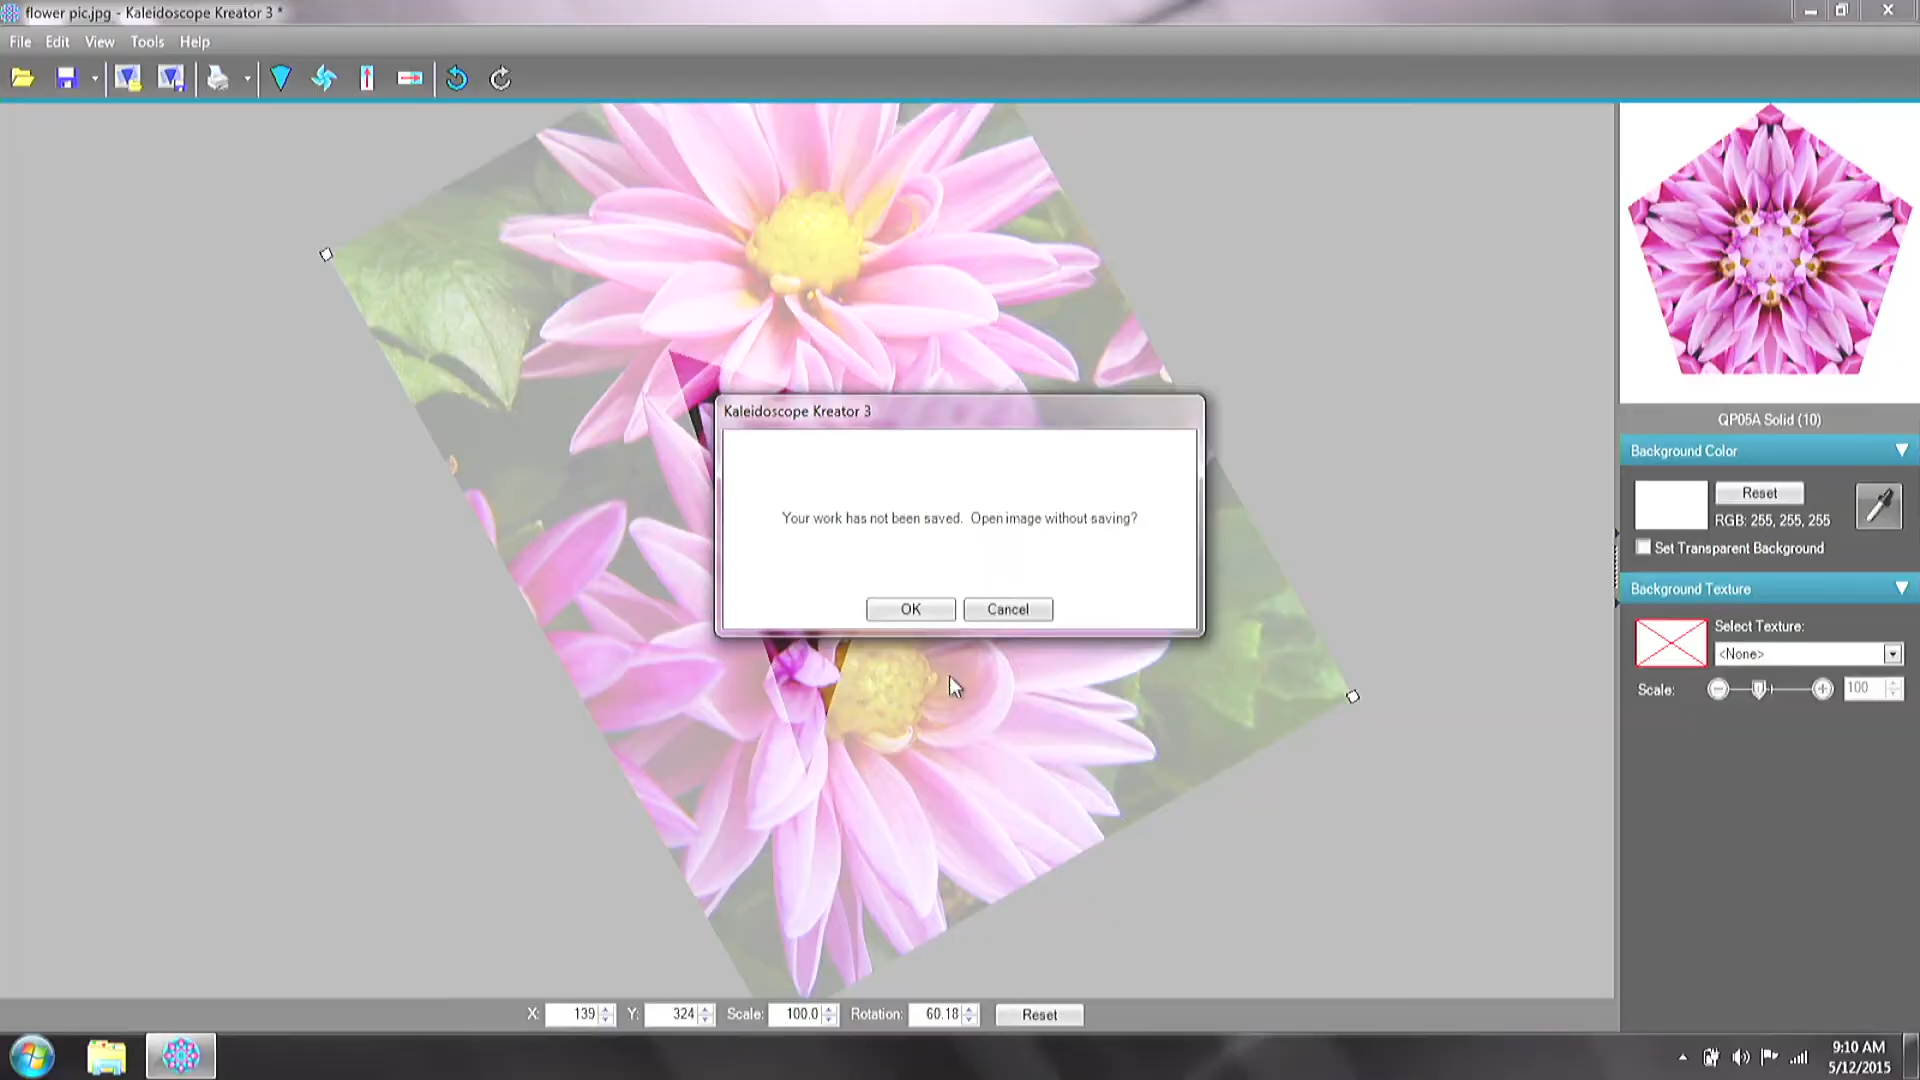 flower pic.jpg - Kaleidoscope Kreator 3 *
File Edit View Tools Help
Kaleidoscope Kreator 3
Your work has not been saved. Open image without saving?
OK Cancel
QP05A Solid (10)
Background Color
Reset
RGB: 255, 255, 255
Set Transparent Background
Background Texture
Select Texture:
<None>
Scale: 100
X: 139 Y: 324 Scale: 100.0 Rotation: 60.18 Reset
9:10 AM
5/12/2015